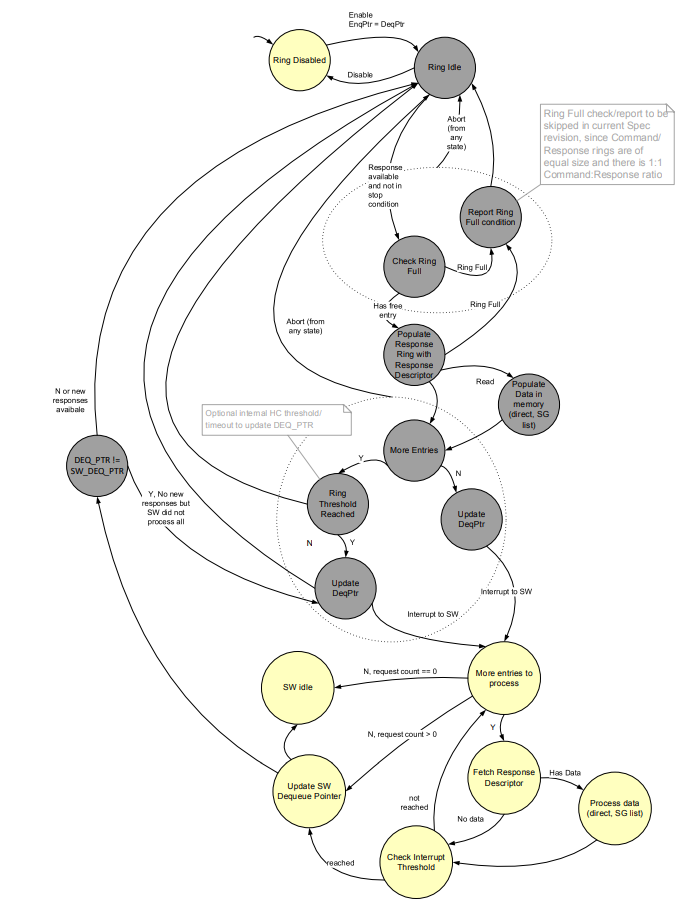 Enable
EnqPtr = DeqPtr
Ring Disabled
Ring Idle
Disable
Ring Full check/report to be
skipped in current Spec
revision, since Command/
Response rings are of
equal size and there is 1:1
Command:Response ratio
Abort
(from
any
state)
Response
available
and not in
stop
condition
Report Ring
Full condition
Check Ring
Full
Ring Full
Has free
entry
Ring Full
Abort (from
any state)
Populate
Response
Ring with
Response
Descriptor
Read
Populate
Data in
memory
(direct, SG
list)
N or new
responses
avaibale
Optional internal HC threshold/
timeout to update DEQ_PTR
More Entries
Y
N
DEQ_PTR !=
SW_DEQ_PTR
Y, No new
responses but
SW did not
process all
Ring
Threshold
Reached
Update
DeqPtr
N
Y
Update
DeqPtr
Interrupt to SW
Interrupt to SW
More entries to
process
N, request count == 0
SW idle
N, request count > 0
Y
Fetch Response
Descriptor
Has Data
Update SW
Dequeue Pointer
not
reached
No data
Process data
(direct, SG list)
Check Interrupt
Threshold
reached